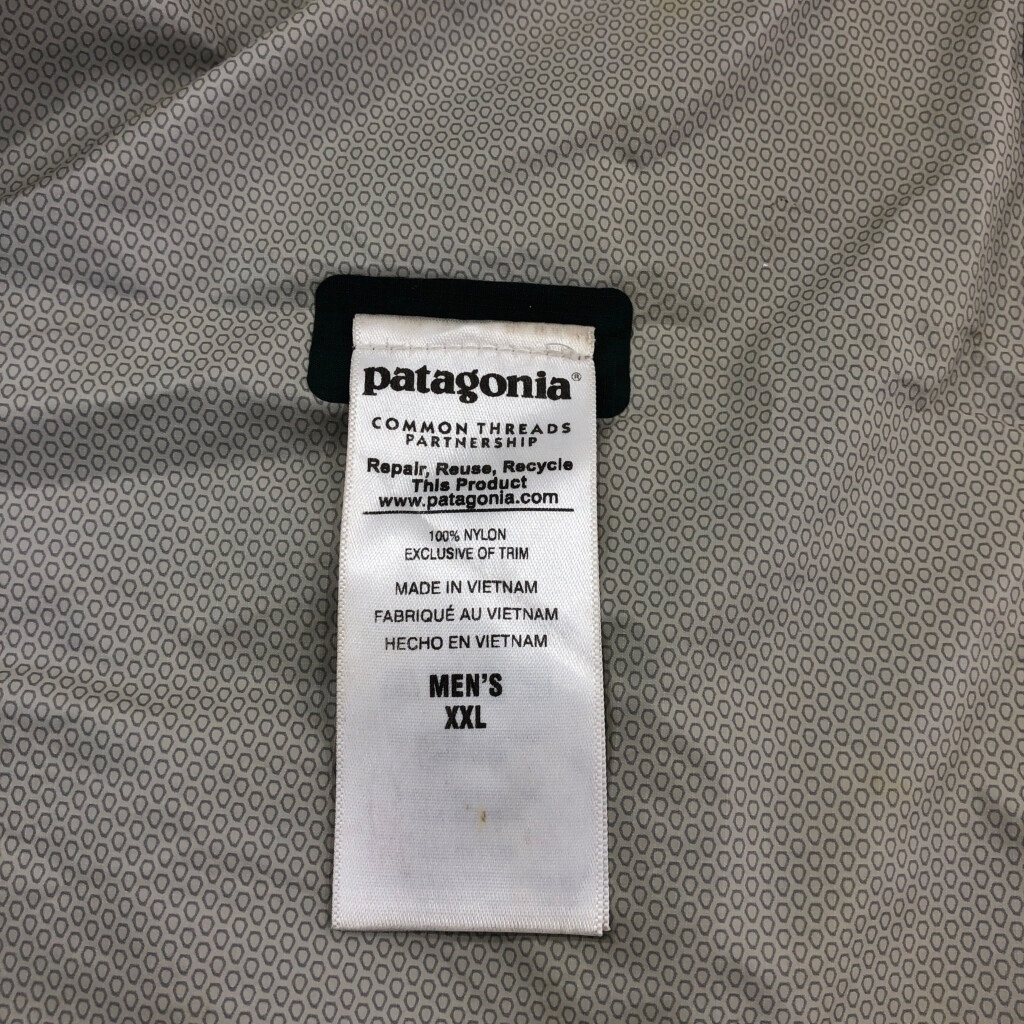 patagonia®
COMMON THREADS
PARTNERSHIP
Repair, Reuse, Recycle
This Product
www.patagonia.com
100% NYLON
EXCLUSIVE OF TRIM
MADE IN VIETNAM
FABRIQUÉ AU VIETNAM
HECHO EN VIETNAM
MEN'S
XXL